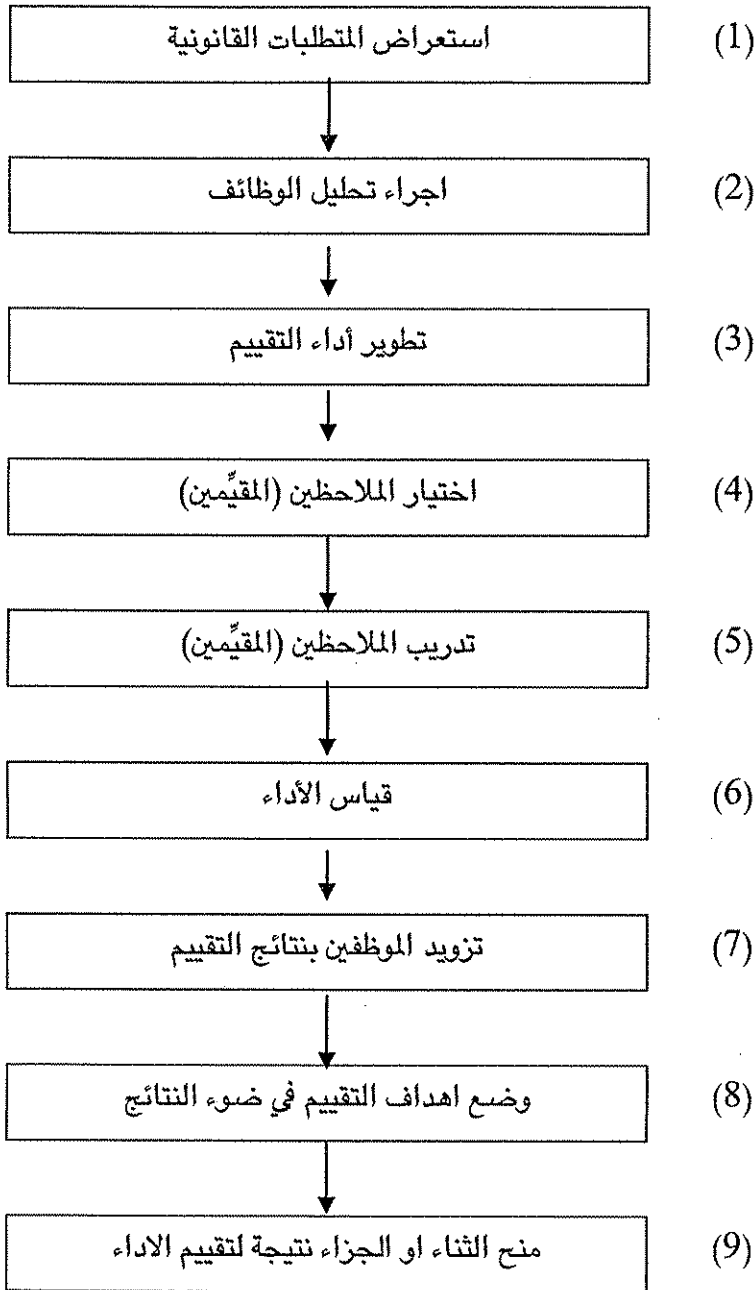 (1) استعراض المتطلبات القانونية
(2) اجراء تحليل الوظائف
(3) تطوير أداء التقييم
(4) اختيار الملاحظين (المقيِّمين)
(5) تدريب الملاحظين (المقيِّمين)
(6) قياس الأداء
(7) تزويد الموظفين بنتائج التقييم
(8) وضع اهداف التقييم في ضوء النتائج
(9) منح الثناء او الجزاء نتيجة لتقييم الاداء